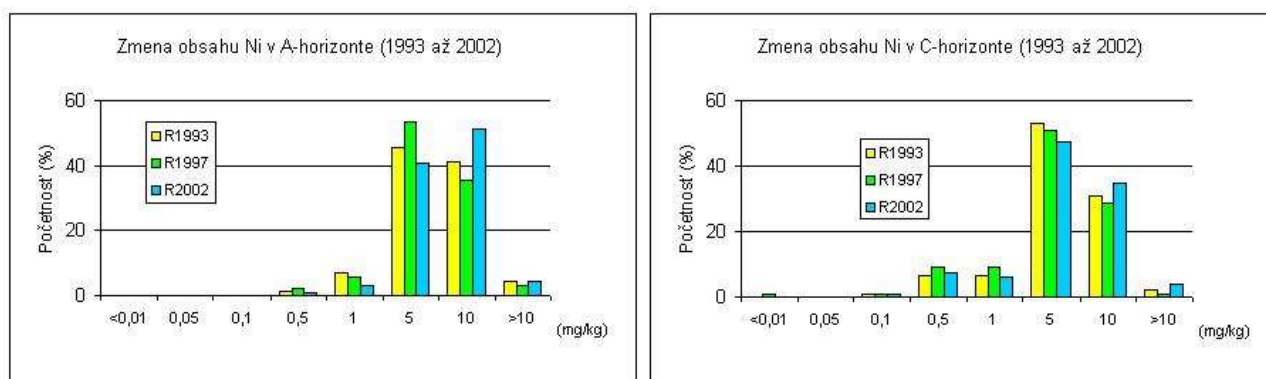 Zmena obsahu Ni v A-horizonte (1993 až 2002)
Početnosť (%)
60
40
20
0
R1993
R1997
R2002
<0,01 0,05 0,1 0,5 1 5 10 >10
(mg/kg)
Zmena obsahu Ni v C-horizonte (1993 až 2002)
Početnosť (%)
60
40
20
0
R1993
R1997
R2002
<0,01 0,05 0,1 0,5 1 5 10 >10
(mg/kg)